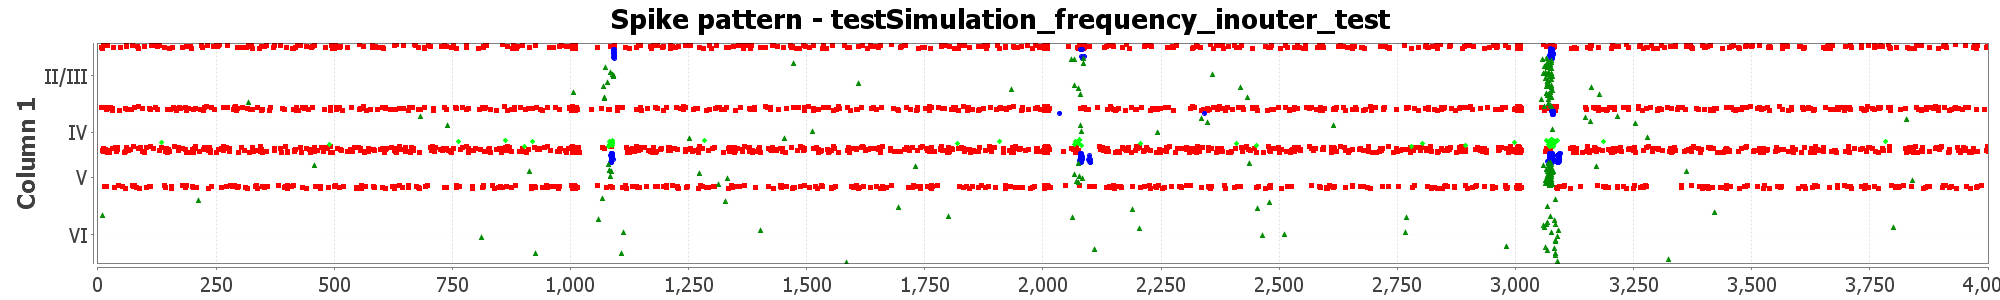 Spike pattern - testSimulation_frequency_inouter_test
Column 1
II/III
IV
V
VI
0 250 500 750 1,000 1,250 1,500 1,750 2,000 2,250 2,500 2,750 3,000 3,250 3,500 3,750 4,00